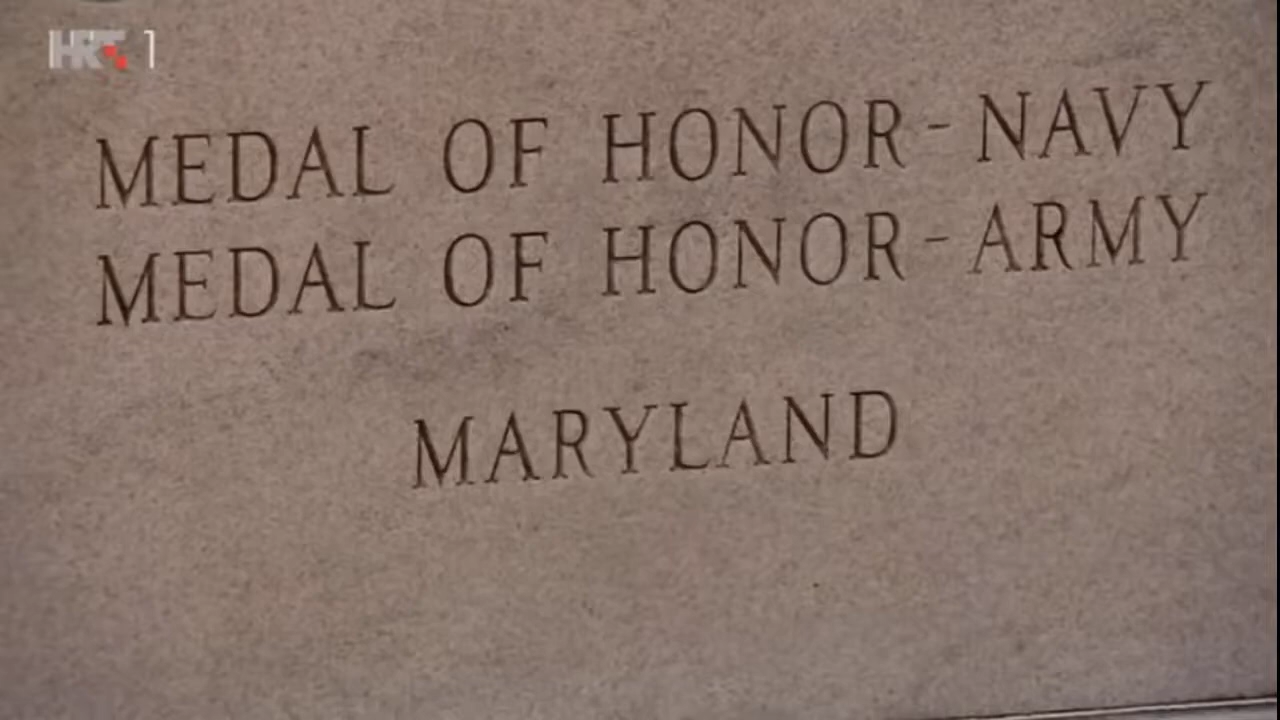 HRT 1
MEDAL OF HONOR-NAVY
MEDAL OF HONOR-ARMY
MARYLAND